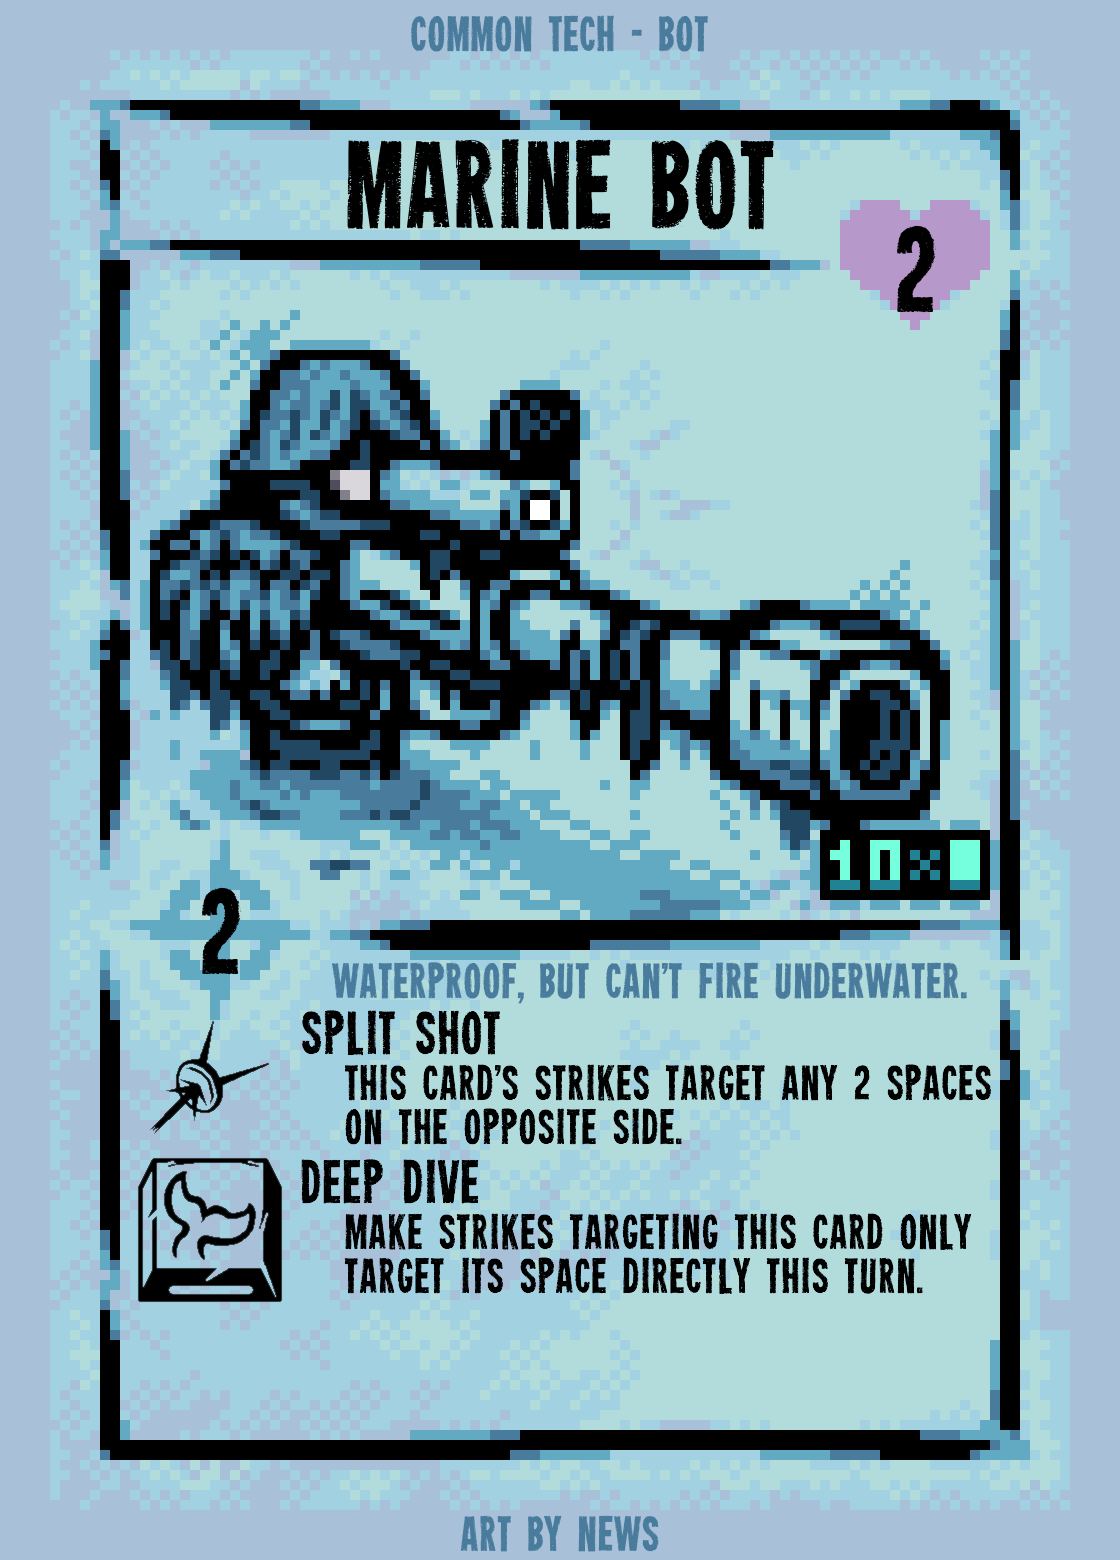 COMMON TECH - BOT
MARINE BOT
2
10×
2
WATERPROOF, BUT CAN'T FIRE UNDERWATER.
SPLIT SHOT
THIS CARD'S STRIKES TARGET ANY 2 SPACES
ON THE OPPOSITE SIDE.
DEEP DIVE
MAKE STRIKES TARGETING THIS CARD ONLY
TARGET ITS SPACE DIRECTLY THIS TURN.
ART BY NEWS